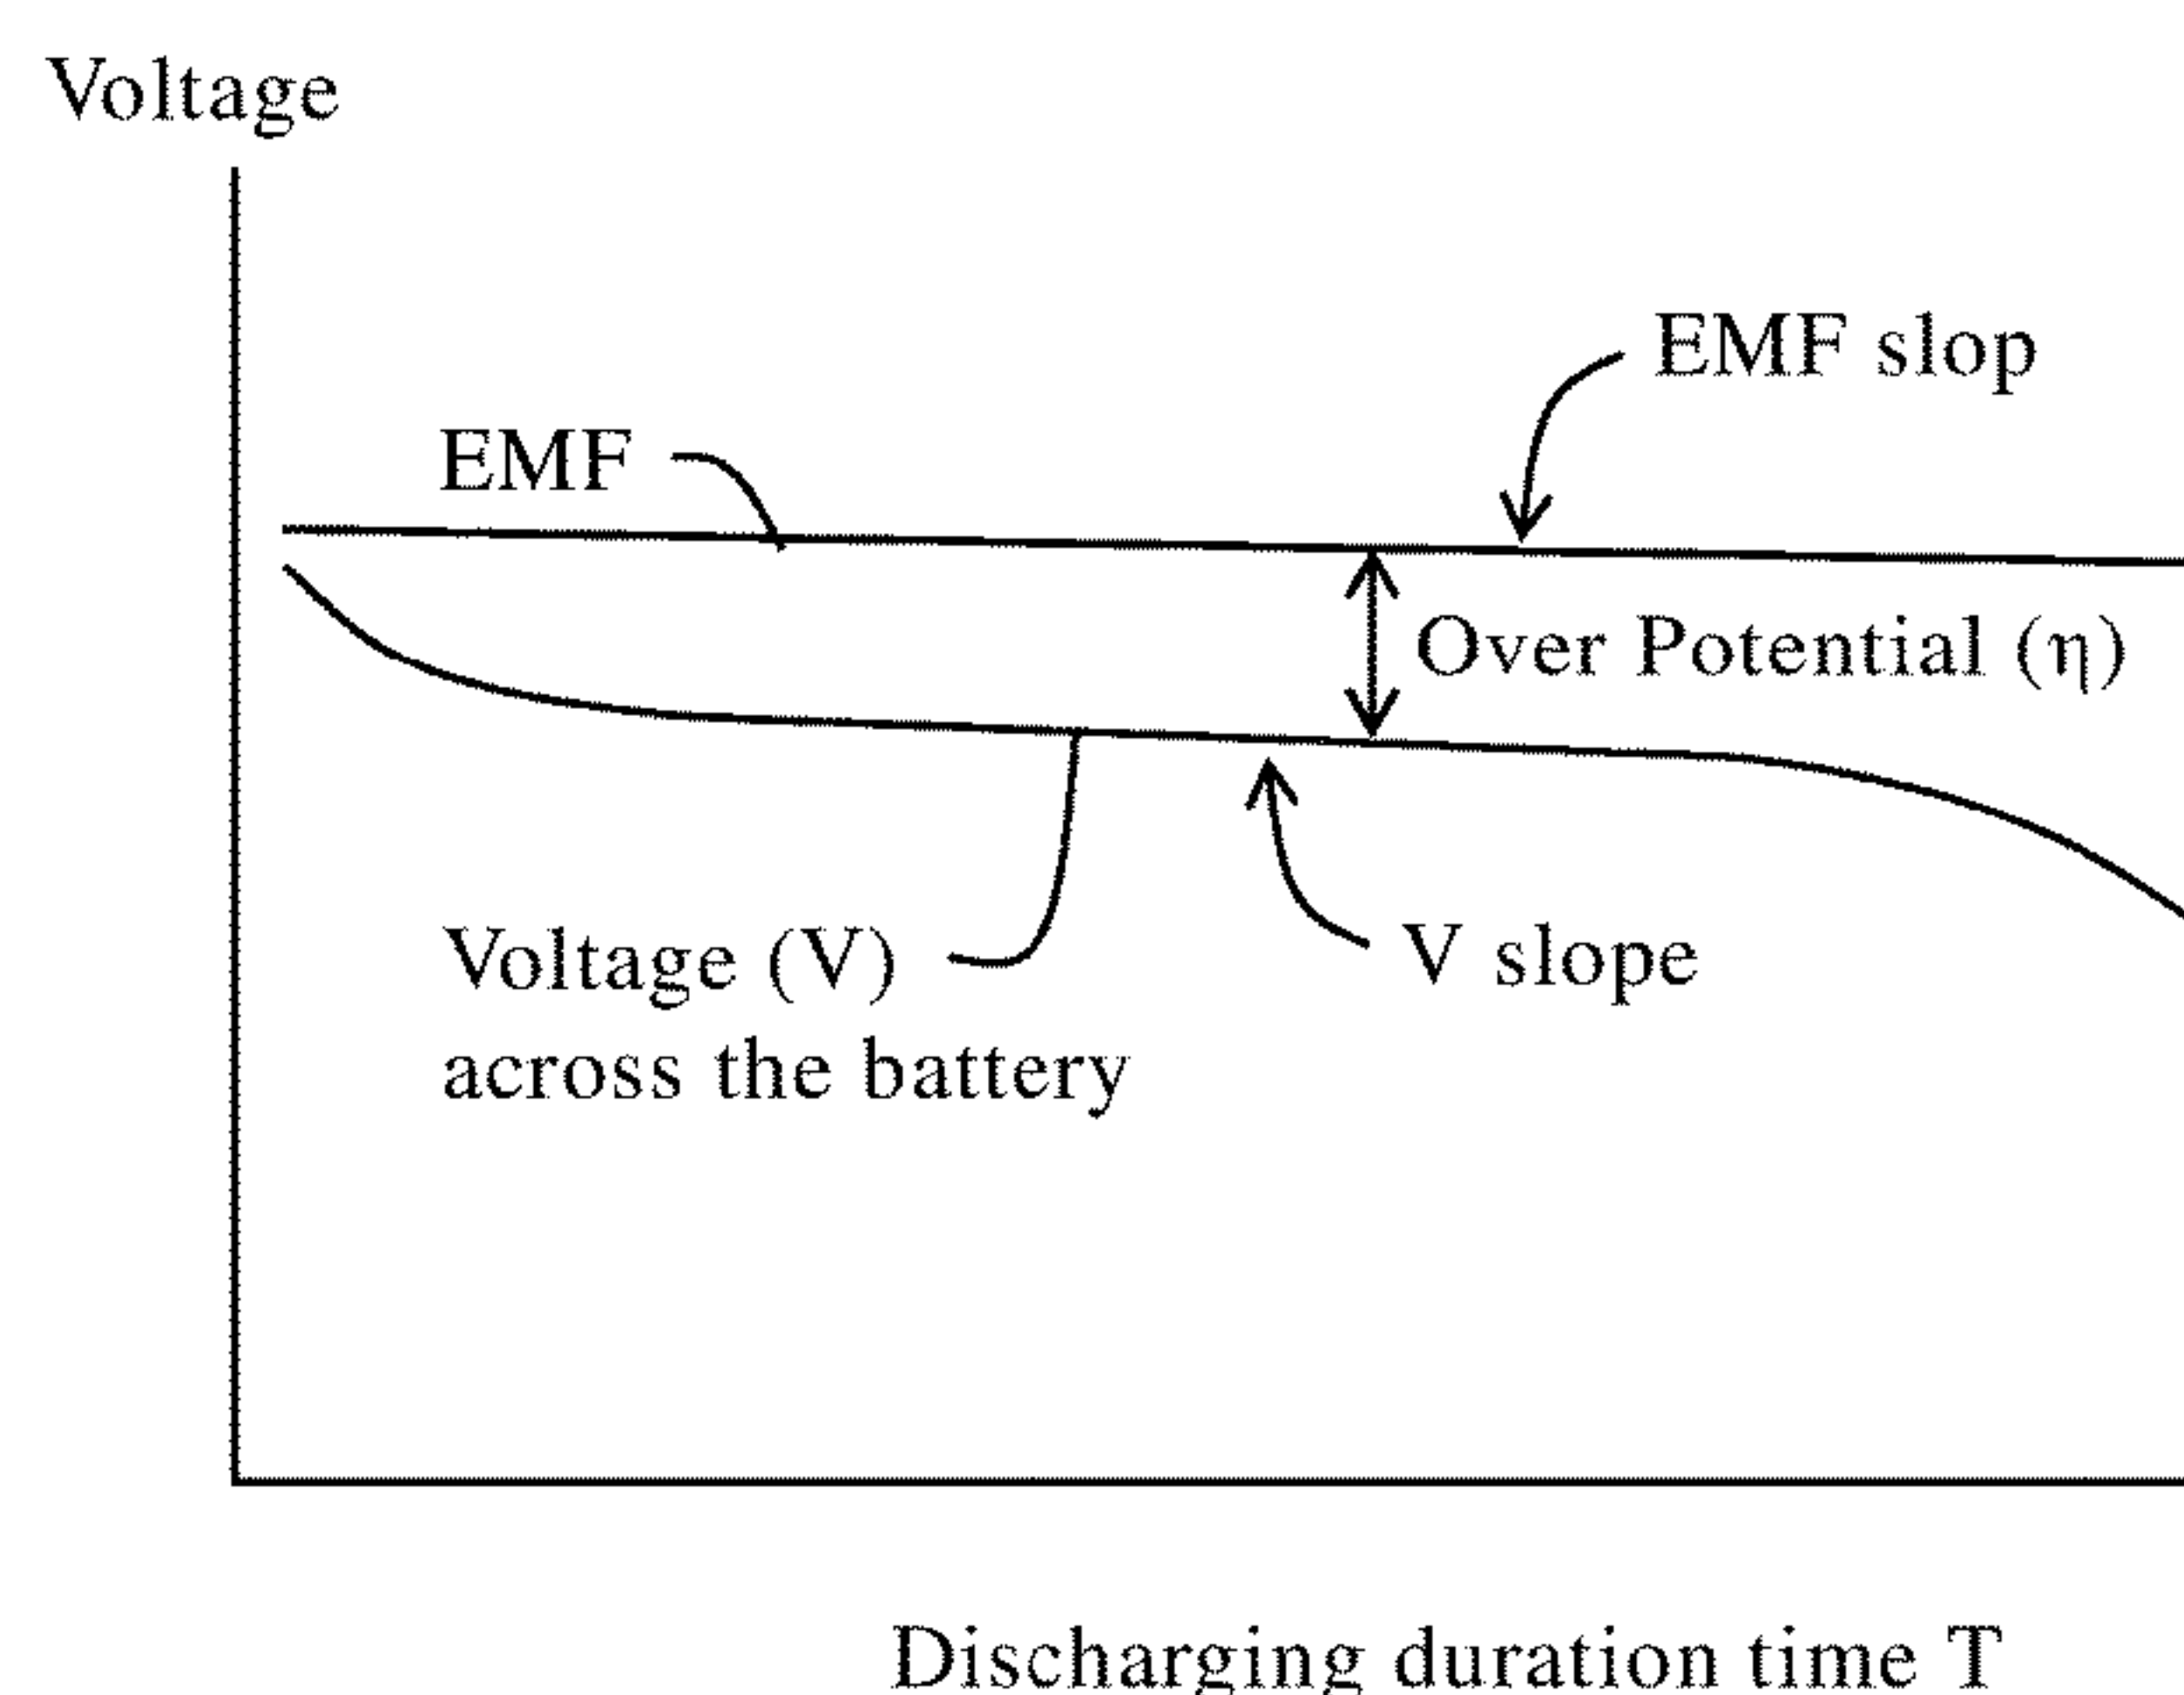 Voltage
EMF slop
EMF
Over Potential (η)
Voltage (V)
across the battery
V slope
Discharging duration time T